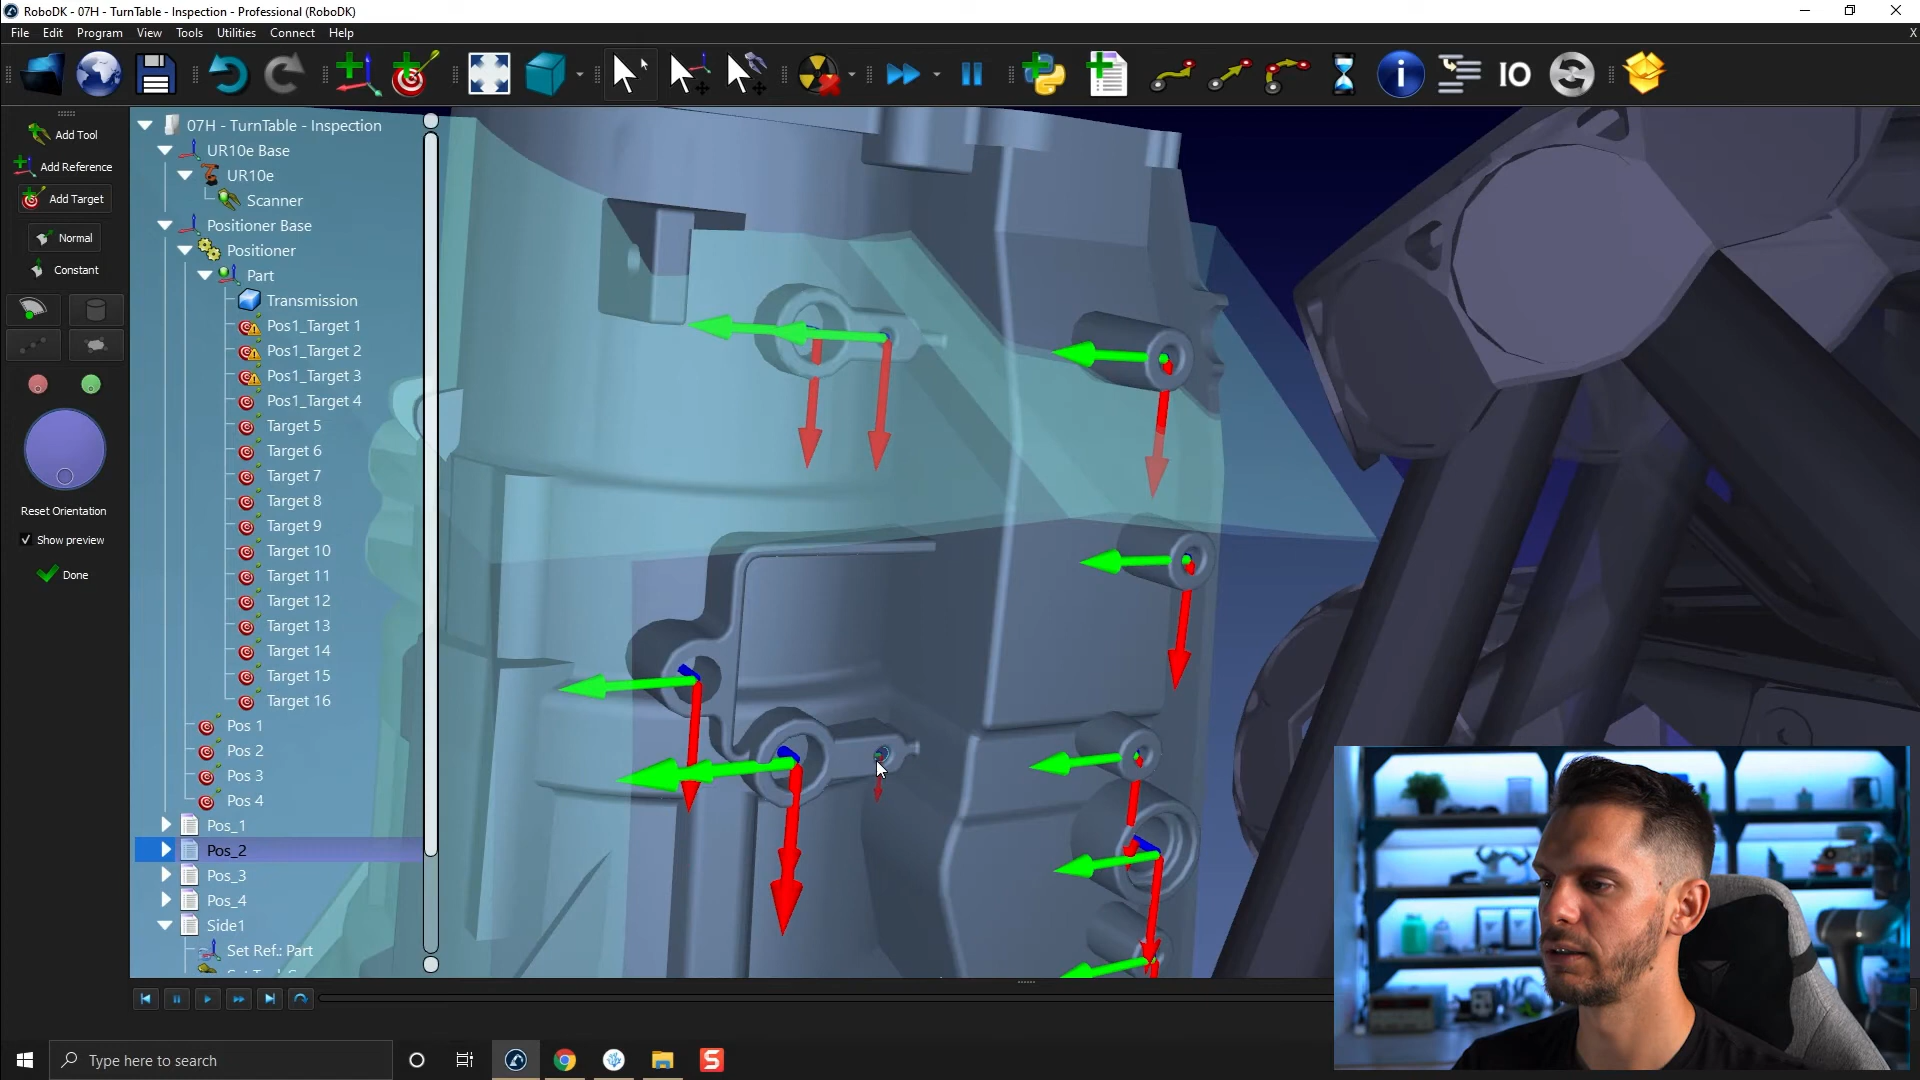 RoboDK - 07H - TurnTable - Inspection - Professional (RoboDK)
File Edit Program View Tools Utilities Connect Help
X
IO
Add Tool
Add Reference
Add Target
Normal
Constant
Reset Orientation
Show preview
Done
07H - TurnTable - Inspection
UR10e Base
UR10e
Scanner
Positioner Base
Positioner
Part
Transmission
Pos1_Target 1
Pos1_Target 2
Pos1_Target 3
Pos1_Target 4
Target 5
Target 6
Target 7
Target 8
Target 9
Target 10
Target 11
Target 12
Target 13
Target 14
Target 15
Target 16
Pos 1
Pos 2
Pos 3
Pos 4
Pos_1
Pos_2
Pos_3
Pos_4
Side1
Set Ref.: Part
Type here to search
S